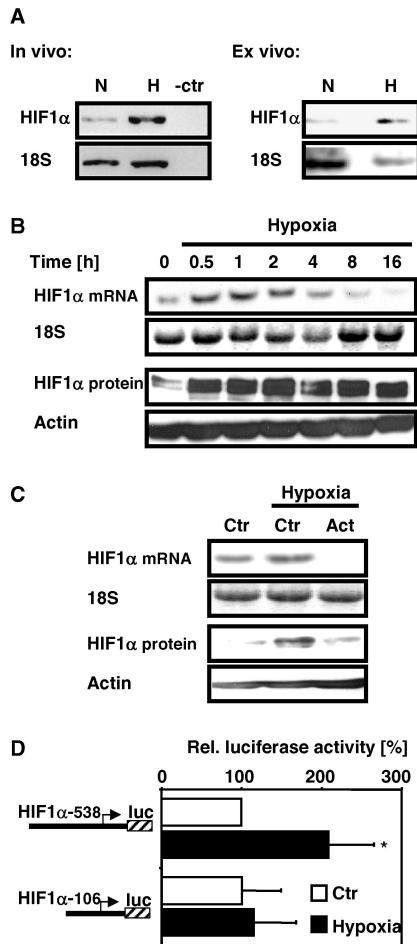 A
In vivo: Ex vivo:
N H -ctr N H
HIF1α HIF1α
18S 18S
B
Hypoxia
Time [h] 0 0.5 1 2 4 8 16
HIF1α mRNA
18S
HIF1α protein
Actin
C
Hypoxia
Ctr Ctr Act
HIF1α mRNA
18S
HIF1α protein
Actin
D
Rel. luciferase activity [%]
0 100 200 300
HIF1α-538 luc
*
HIF1α-106 luc
Ctr
Hypoxia